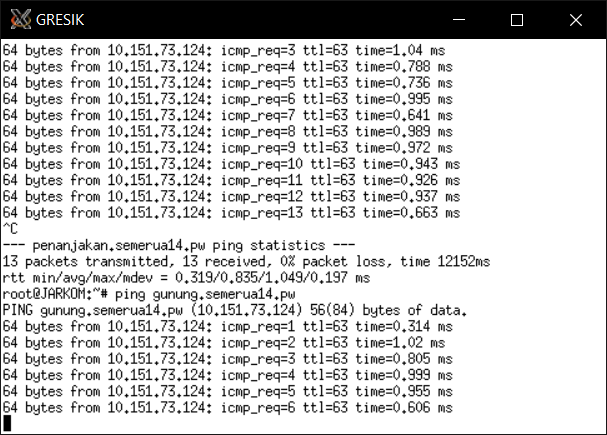 GRESIK
64 bytes from 10.151.73.124: icmp_req=3 ttl=63 time=1.04 ms
64 bytes from 10.151.73.124: icmp_req=4 ttl=63 time=0.788 ms
64 bytes from 10.151.73.124: icmp_req=5 ttl=63 time=0.736 ms
64 bytes from 10.151.73.124: icmp_req=6 ttl=63 time=0.995 ms
64 bytes from 10.151.73.124: icmp_req=7 ttl=63 time=0.641 ms
64 bytes from 10.151.73.124: icmp_req=8 ttl=63 time=0.989 ms
64 bytes from 10.151.73.124: icmp_req=9 ttl=63 time=0.972 ms
64 bytes from 10.151.73.124: icmp_req=10 ttl=63 time=0.943 ms
64 bytes from 10.151.73.124: icmp_req=11 ttl=63 time=0.926 ms
64 bytes from 10.151.73.124: icmp_req=12 ttl=63 time=0.937 ms
64 bytes from 10.151.73.124: icmp_req=13 ttl=63 time=0.663 ms
^C
--- penanjakan.semerua14.pw ping statistics ---
13 packets transmitted, 13 received, 0% packet loss, time 12152ms
rtt min/avg/max/mdev = 0.319/0.835/1.049/0.197 ms
root@JARKOM:~# ping gunung.semerua14.pw
PING gunung.semerua14.pw (10.151.73.124) 56(84) bytes of data.
64 bytes from 10.151.73.124: icmp_req=1 ttl=63 time=0.314 ms
64 bytes from 10.151.73.124: icmp_req=2 ttl=63 time=1.02 ms
64 bytes from 10.151.73.124: icmp_req=3 ttl=63 time=0.805 ms
64 bytes from 10.151.73.124: icmp_req=4 ttl=63 time=0.999 ms
64 bytes from 10.151.73.124: icmp_req=5 ttl=63 time=0.955 ms
64 bytes from 10.151.73.124: icmp_req=6 ttl=63 time=0.606 ms